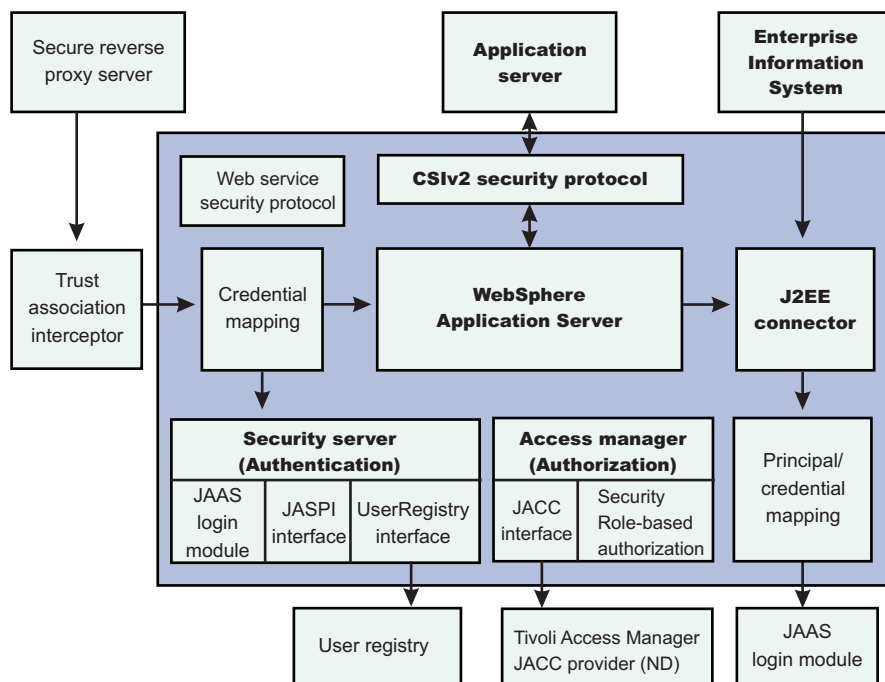 Secure reverse
proxy server
Application
server
Enterprise
Information
System
Web service
security protocol
CSIv2 security protocol
Trust
association
interceptor
Credential
mapping
WebSphere
Application Server
J2EE
connector
Security server
(Authentication)
JAAS
login
module
JASPI
interface
UserRegistry
interface
Access manager
(Authorization)
JACC
interface
Security
Role-based
authorization
Principal/
credential
mapping
User registry
Tivoli Access Manager
JACC provider (ND)
JAAS
login module